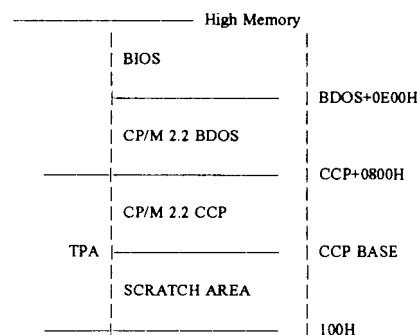 High Memory
BIOS
BDOS+0E00H
CP/M 2.2 BDOS
CCP+0800H
CP/M 2.2 CCP
TPA
CCP BASE
SCRATCH AREA
100H